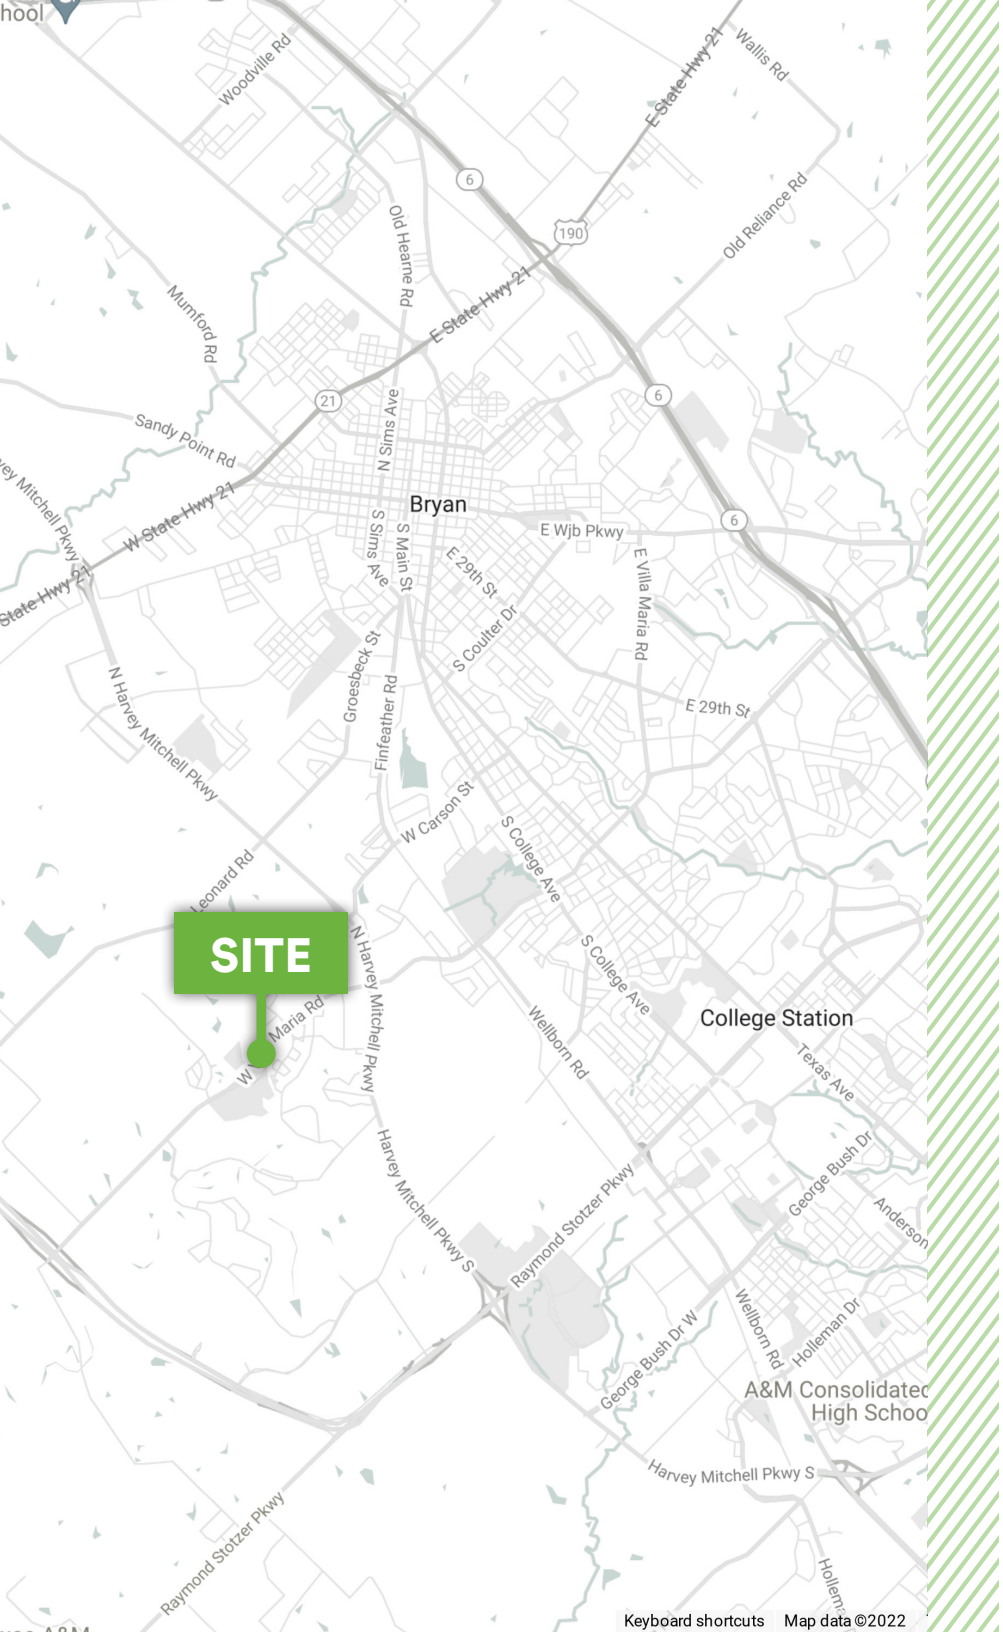 hool
Woodville Rd
E State Hwy 21
Wallis Rd
6
190
Old Reliance Rd
Old Hearne Rd
E State Hwy 21
Mumford Rd
21
N Sims Ave
6
Sandy Point Rd
vey Mitchell Pkwy
W State Hwy 21
Bryan
6
E Wjb Pkwy
S Sims Ave
S Main St
E 29th St
E Villa Maria Rd
State Hwy 21
S Coulter Dr
Groesbeck St
N Harvey Mitchell Pkwy
Finfeather Rd
E 29th St
W Carson St
S College Ave
Leonard Rd
SITE
N Harvey Mitchell Pkwy
S College Ave
Maria Rd
W
College Station
Wellborn Rd
Texas Ave
Harvey Mitchell Pkwy S
George Bush Dr
Raymond Stotzer Pkwy
Anderson
Wellborn Rd
Holleman Dr
George Bush Dr W
A&M Consolidated
High Schoo
Harvey Mitchell Pkwy S
Raymond Stotzer Pkwy
Hollema
Keyboard shortcuts Map data ©2022